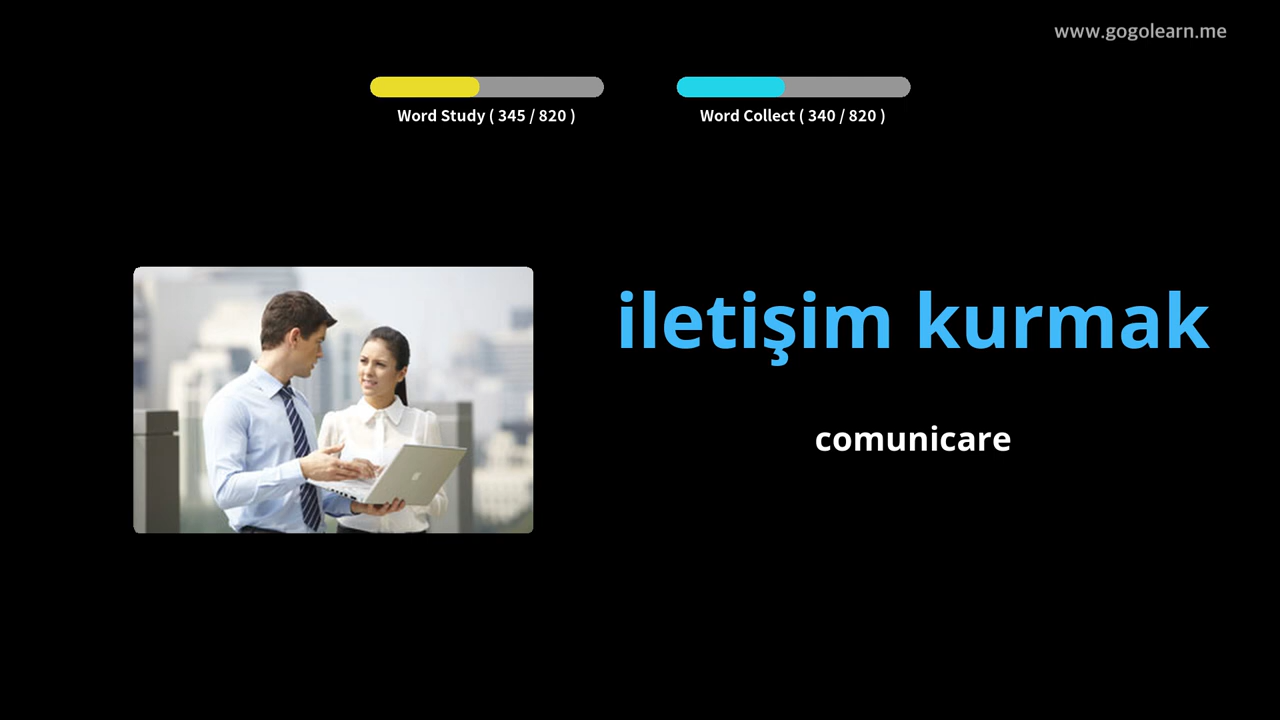 www.gogolearn.me
Word Study ( 345 / 820 )
Word Collect ( 340 / 820 )
iletişim kurmak
comunicare